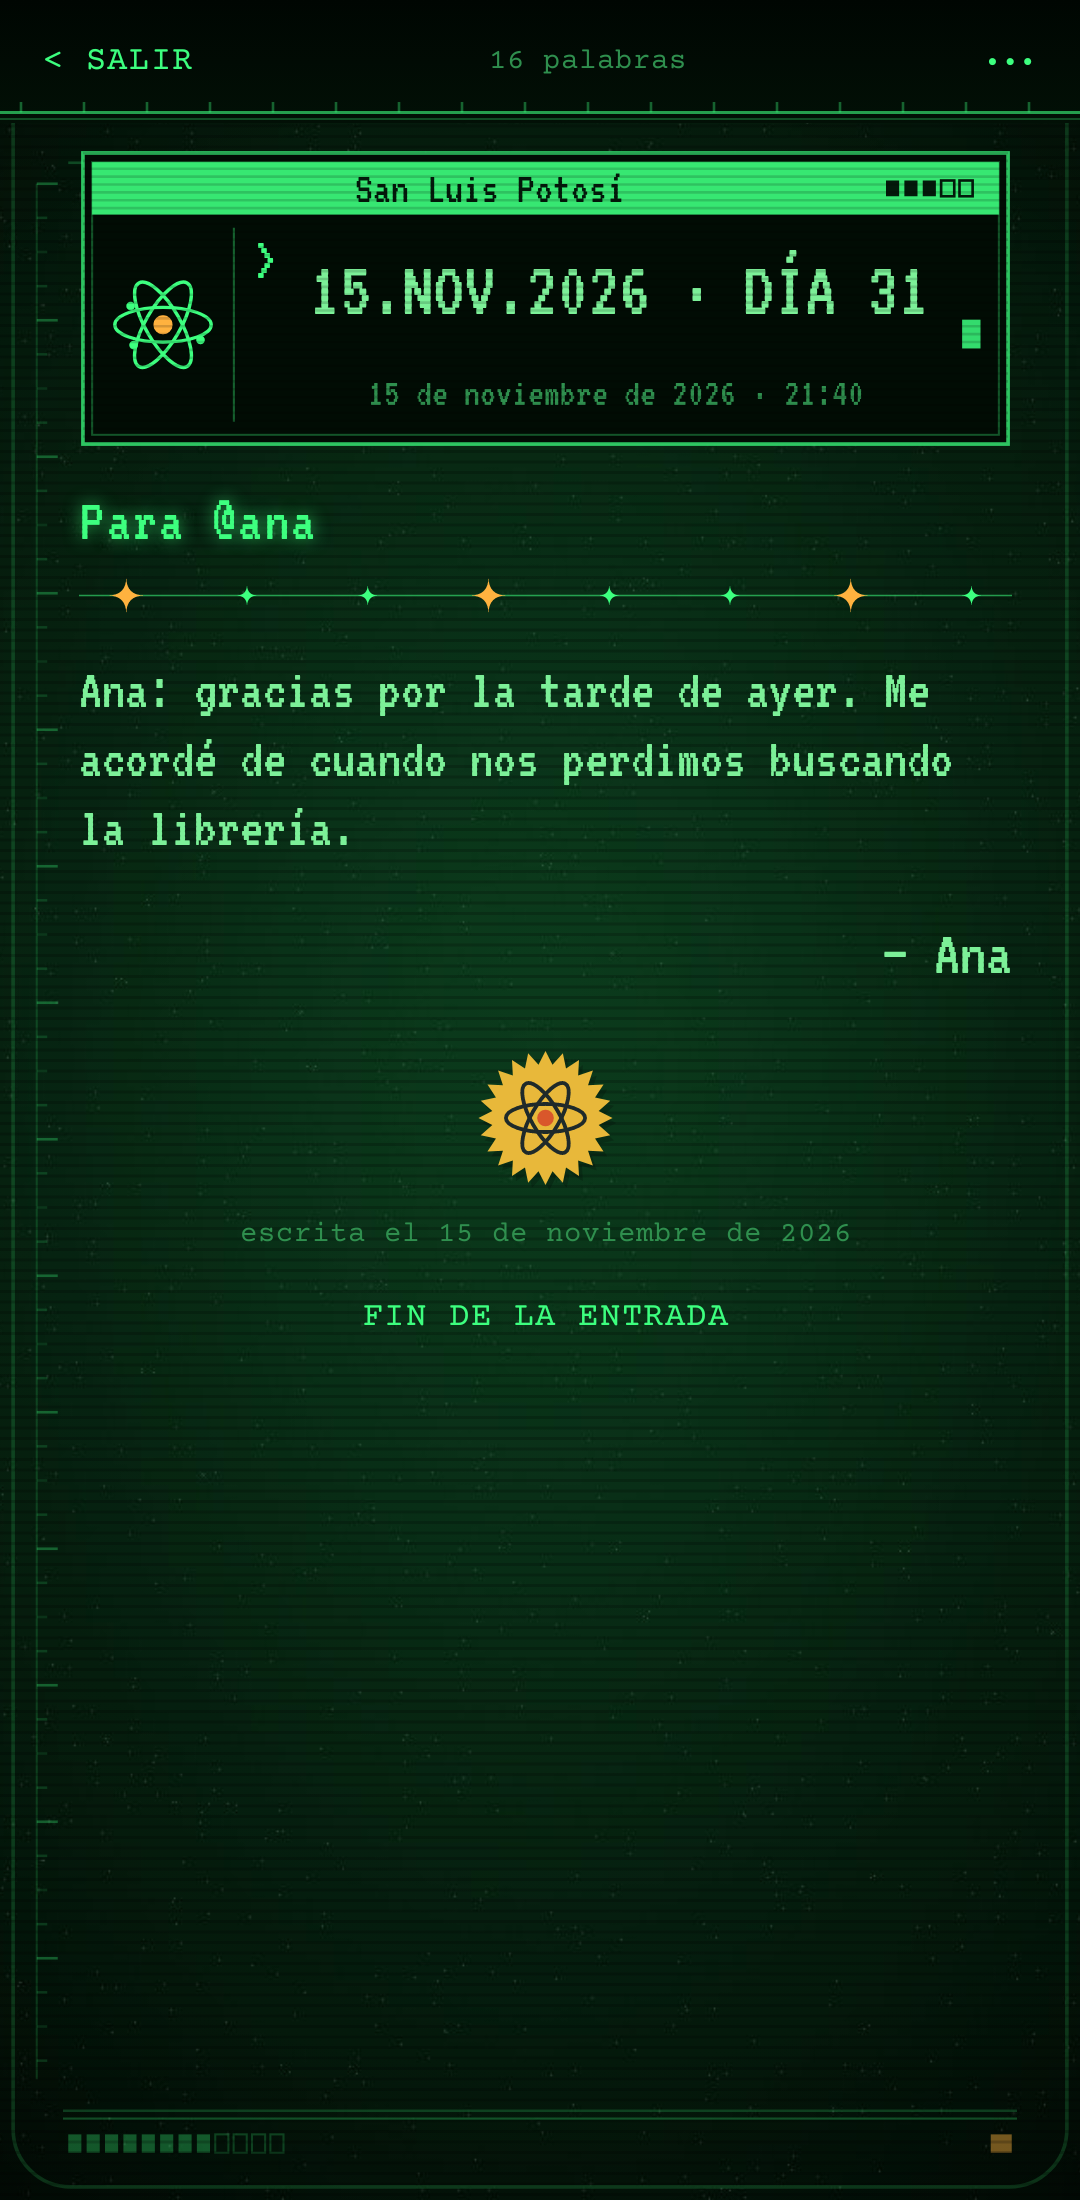 < SALIR
16 palabras
San Luis Potosí
15.NOV.2026 · DÍA 31
15 de noviembre de 2026 · 21:40
Para @ana
Ana: gracias por la tarde de ayer. Me
acordé de cuando nos perdimos buscando
la librería.
— Ana
escrita el 15 de noviembre de 2026
FIN DE LA ENTRADA